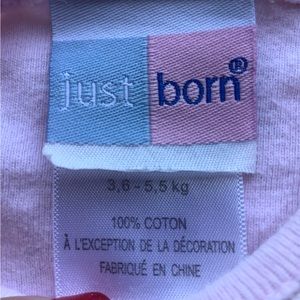 just born®
3,6 - 5,5 kg
100% COTON
À L'EXCEPTION DE LA DÉCORATION
FABRIQUÉ EN CHINE